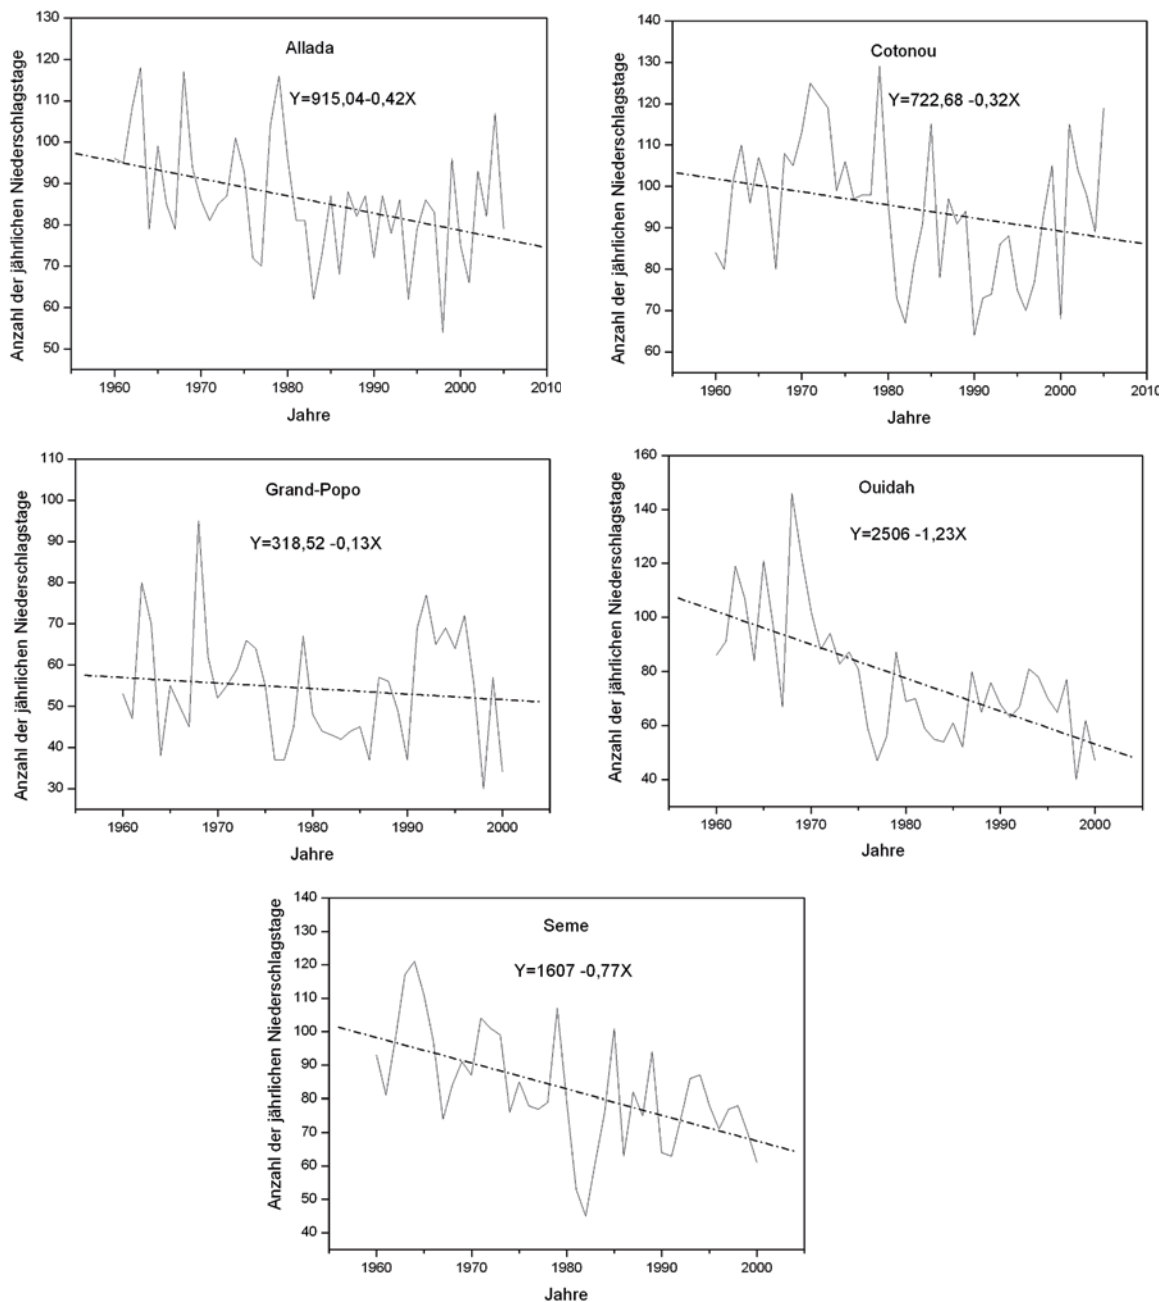 Allada
Y=915,04-0,42X
Anzahl der jährlichen Niederschlagstage
130
120
110
100
90
80
70
60
50
1960 1970 1980 1990 2000 2010
Jahre
Cotonou
Y=722,68 -0,32X
Anzahl der jährlichen Niederschlagstage
140
130
120
110
100
90
80
70
60
1960 1970 1980 1990 2000 2010
Jahre
Grand-Popo
Y=318,52 -0,13X
Anzahl der jährlichen Niederschlagstage
110
100
90
80
70
60
50
40
30
1960 1970 1980 1990 2000
Jahre
Ouidah
Y=2506 -1,23X
Anzahl der jährlichen Niederschlagstage
160
140
120
100
80
60
40
1960 1970 1980 1990 2000
Jahre
Seme
Y=1607 -0,77X
Anzahl der jährlichen Niederschlagstage
140
130
120
110
100
90
80
70
60
50
40
1960 1970 1980 1990 2000
Jahre